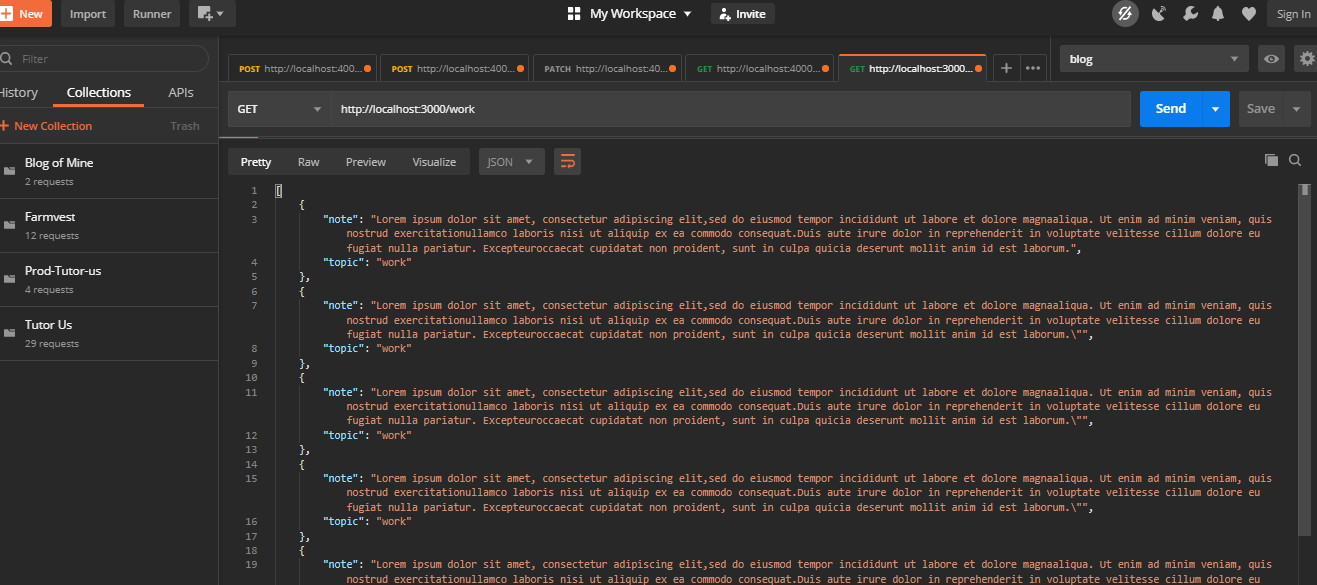 New Import Runner My Workspace Invite Sign In
Filter
POST http://localhost:400... POST http://localhost:400... PATCH http://localhost:40... GET http://localhost:4000... GET http://localhost:3000... + ••• blog
History Collections APIs
GET http://localhost:3000/work Send Save
+ New Collection Trash
Blog of Mine
2 requests
Farmvest
12 requests
Prod-Tutor-us
4 requests
Tutor Us
29 requests
Pretty Raw Preview Visualize JSON
1 [
2 {
3 "note": "Lorem ipsum dolor sit amet, consectetur adipiscing elit,sed do eiusmod tempor incididunt ut labore et dolore magnaaliqua. Ut enim ad minim veniam, quis
nostrud exercitationullamco laboris nisi ut aliquip ex ea commodo consequat.Duis aute irure dolor in reprehenderit in voluptate velitesse cillum dolore eu
fugiat nulla pariatur. Excepteuroccaecat cupidatat non proident, sunt in culpa quicia deserunt mollit anim id est laborum.",
4 "topic": "work"
5 },
6 {
7 "note": "Lorem ipsum dolor sit amet, consectetur adipiscing elit,sed do eiusmod tempor incididunt ut labore et dolore magnaaliqua. Ut enim ad minim veniam, quis
nostrud exercitationullamco laboris nisi ut aliquip ex ea commodo consequat.Duis aute irure dolor in reprehenderit in voluptate velitesse cillum dolore eu
fugiat nulla pariatur. Excepteuroccaecat cupidatat non proident, sunt in culpa quicia deserunt mollit anim id est laborum.\"",
8 "topic": "work"
9 },
10 {
11 "note": "Lorem ipsum dolor sit amet, consectetur adipiscing elit,sed do eiusmod tempor incididunt ut labore et dolore magnaaliqua. Ut enim ad minim veniam, quis
nostrud exercitationullamco laboris nisi ut aliquip ex ea commodo consequat.Duis aute irure dolor in reprehenderit in voluptate velitesse cillum dolore eu
fugiat nulla pariatur. Excepteuroccaecat cupidatat non proident, sunt in culpa quicia deserunt mollit anim id est laborum.\"",
12 "topic": "work"
13 },
14 {
15 "note": "Lorem ipsum dolor sit amet, consectetur adipiscing elit,sed do eiusmod tempor incididunt ut labore et dolore magnaaliqua. Ut enim ad minim veniam, quis
nostrud exercitationullamco laboris nisi ut aliquip ex ea commodo consequat.Duis aute irure dolor in reprehenderit in voluptate velitesse cillum dolore eu
fugiat nulla pariatur. Excepteuroccaecat cupidatat non proident, sunt in culpa quicia deserunt mollit anim id est laborum.\"",
16 "topic": "work"
17 },
18 {
19 "note": "Lorem ipsum dolor sit amet, consectetur adipiscing elit,sed do eiusmod tempor incididunt ut labore et dolore magnaaliqua. Ut enim ad minim veniam, quis
nostrud exercitationullamco laboris nisi ut aliquip ex ea commodo consequat.Duis aute irure dolor in reprehenderit in voluptate velitesse cillum dolore eu